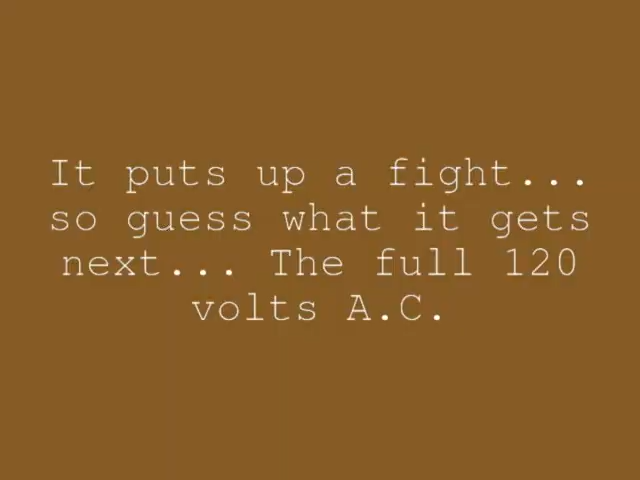 It puts up a fight...
so guess what it gets
next... The full 120
volts A.C.